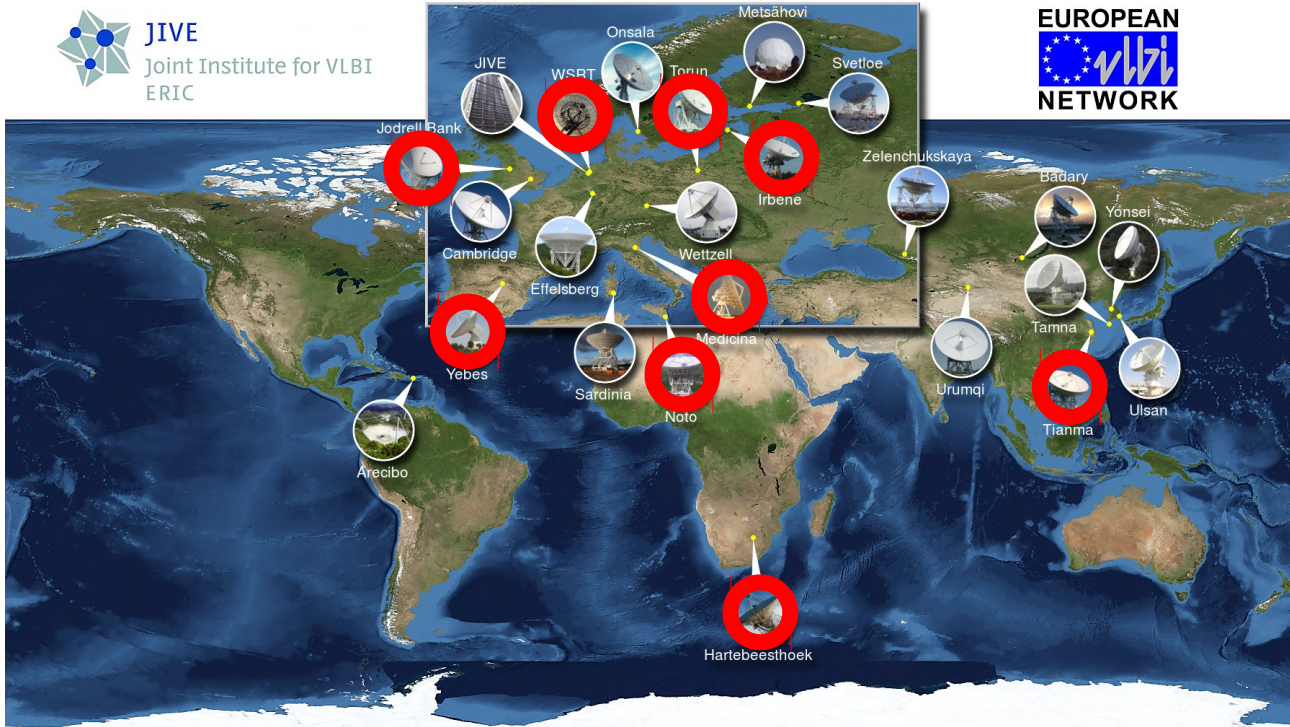 JIVE
Joint Institute for VLBI
ERIC
EUROPEAN
vlbi
NETWORK
Metsähovi
Onsala
JIVE
WSRT
Torun
Svetloe
Jodrell Bank
Zelenchukskaya
Badary
Irbene
Yonsei
Cambridge
Wettzell
Effelsberg
Tamna
Medicina
Yebes
Sardinia
Urumqi
Ulsan
Noto
Tianma
Arecibo
Hartebeesthoek